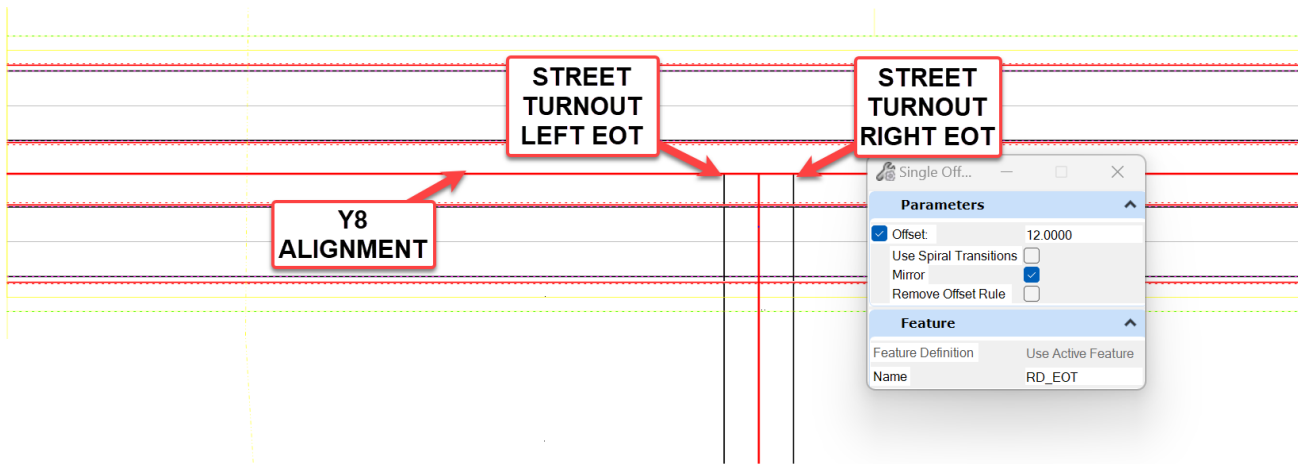 STREET
TURNOUT
LEFT EOT
STREET
TURNOUT
RIGHT EOT
Y8
ALIGNMENT
Single Off...
Parameters
Offset: 12.0000
Use Spiral Transitions
Mirror
Remove Offset Rule
Feature
Feature Definition Use Active Feature
Name RD_EOT